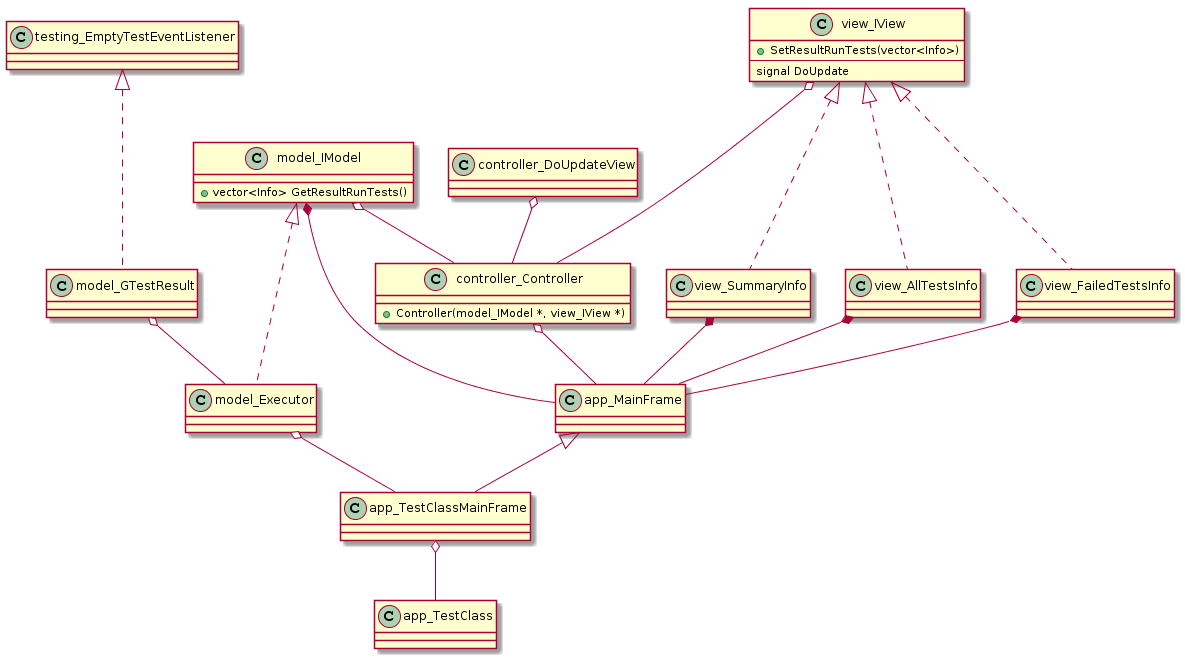 C testing_EmptyTestEventListener
C view_IView
SetResultRunTests(vector<Info>)
signal DoUpdate
C model_IModel
vector<Info> GetResultRunTests()
C controller_DoUpdateView
C model_GTestResult
C controller_Controller
Controller(model_IModel *, view_IView *)
C view_SummaryInfo
C view_AllTestsInfo
C view_FailedTestsInfo
C model_Executor
C app_MainFrame
C app_TestClassMainFrame
C app_TestClass